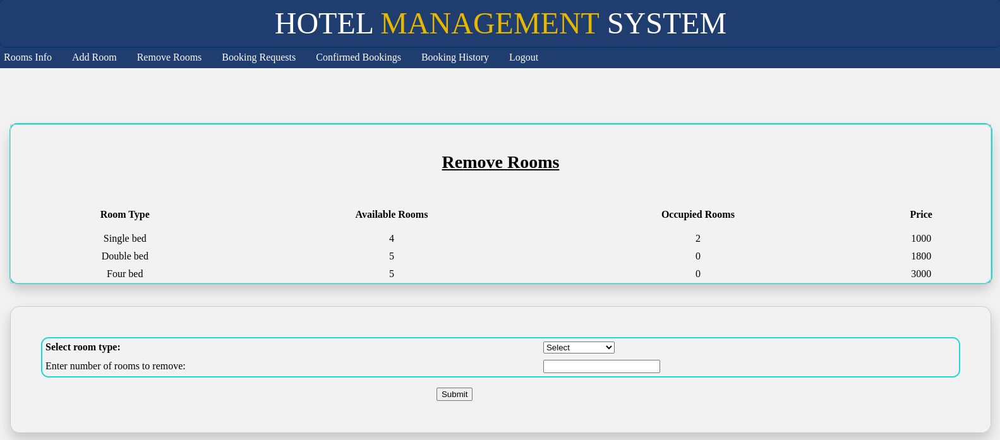 HOTEL MANAGEMENT SYSTEM
Rooms Info Add Room Remove Rooms Booking Requests Confirmed Bookings Booking History Logout
Remove Rooms
Room Type Available Rooms Occupied Rooms Price
Single bed 4 2 1000
Double bed 5 0 1800
Four bed 5 0 3000
Select room type: Select
Enter number of rooms to remove:
Submit